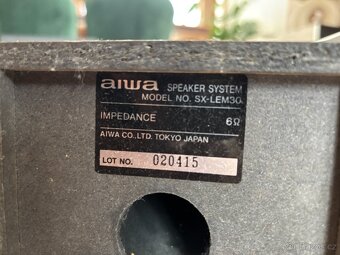 aiwa SPEAKER SYSTEM
MODEL NO. SX-LEM30
IMPEDANCE 6Ω
AIWA CO.,LTD. TOKYO JAPAN
LOT NO. 020415